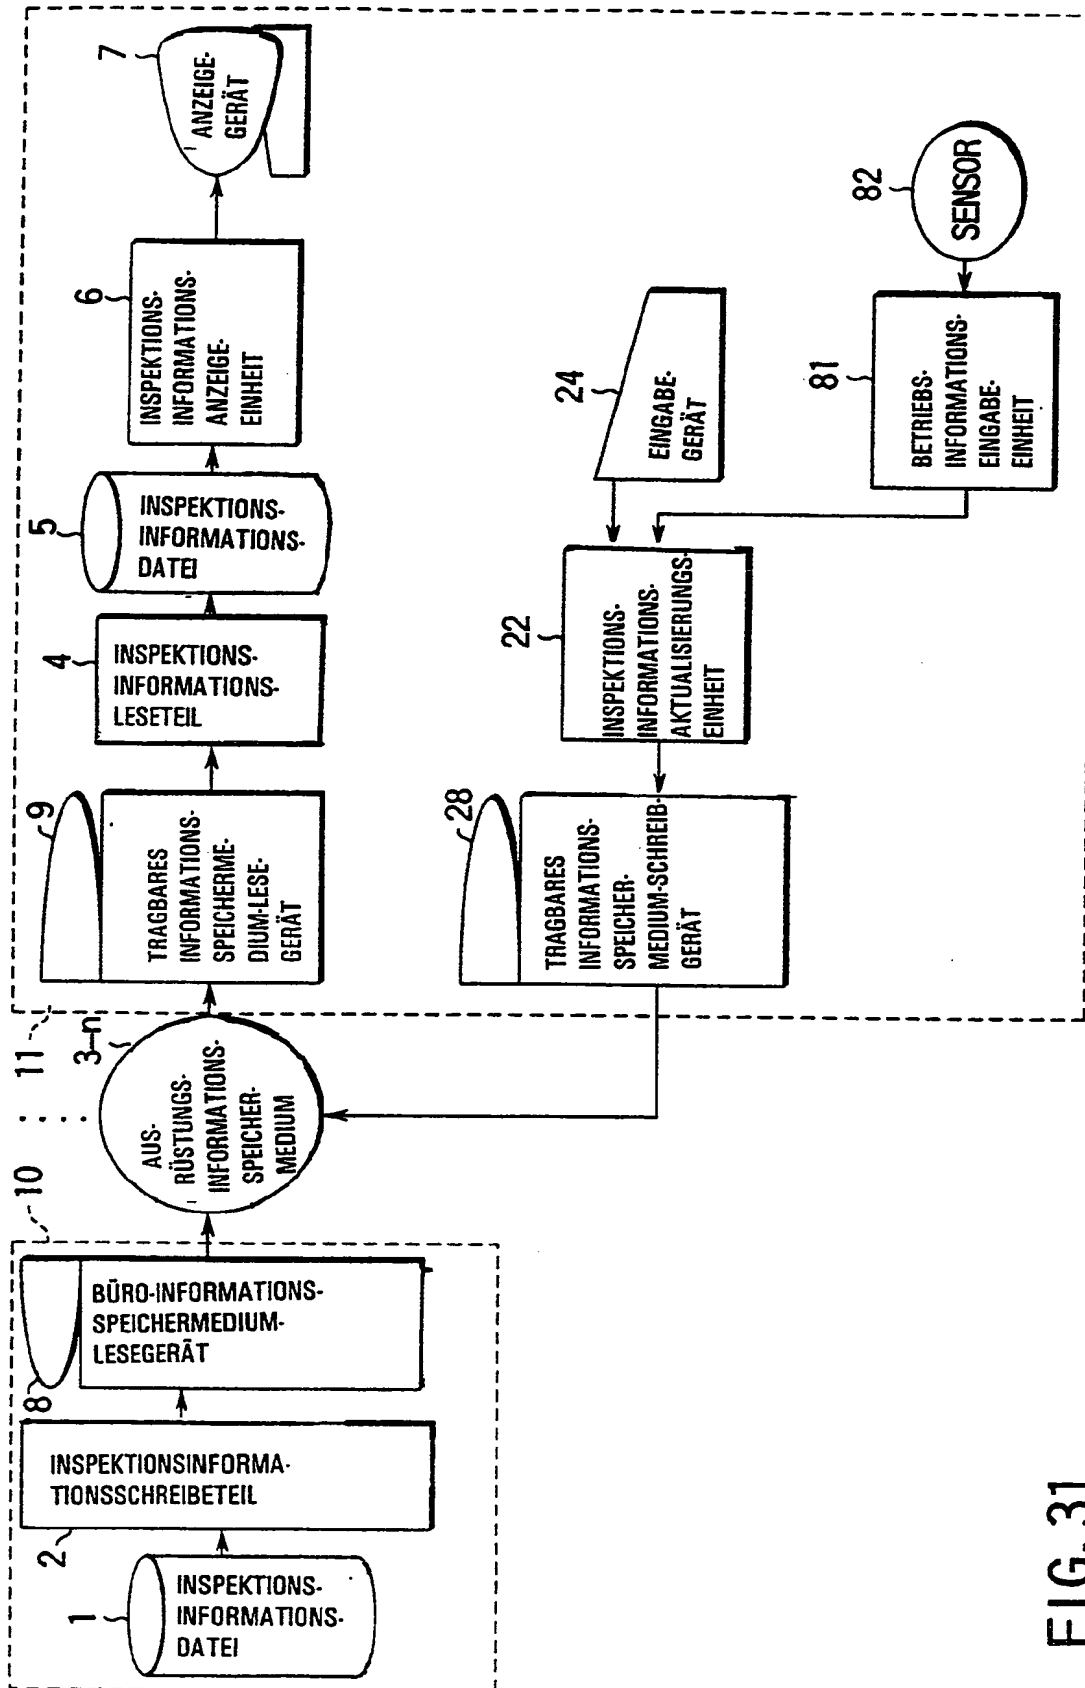 1
INSPEKTIONS-
INFORMATIONS-
DATEI
2
INSPEKTIONSINFORMA-
TIONSSCHREIBETEIL
8
BÜRO-INFORMATIONS-
SPEICHERMEDIUM-
LESEGERÄT
10
3-n
AUS-
RÜSTUNGS-
INFORMATIONS-
SPEICHER-
MEDIUM
11
9
TRAGBARES
INFORMATIONS-
SPEICHERME-
DIUM-LESE-
GERÄT
4
INSPEKTIONS-
INFORMATIONS-
LESETEIL
5
INSPEKTIONS-
INFORMATIONS-
DATEI
6
INSPEKTIONS-
INFORMATIONS-
ANZEIGE-
EINHEIT
7
ANZEIGE-
GERÄT
28
TRAGBARES
INFORMATIONS-
SPEICHER-
MEDIUM-SCHREIB-
GERÄT
22
INSPEKTIONS-
INFORMATIONS-
AKTUALISIERUNGS-
EINHEIT
24
EINGABE-
GERÄT
81
BETRIEBS-
INFORMATIONS-
EINGABE-
EINHEIT
82
SENSOR
FIG.31